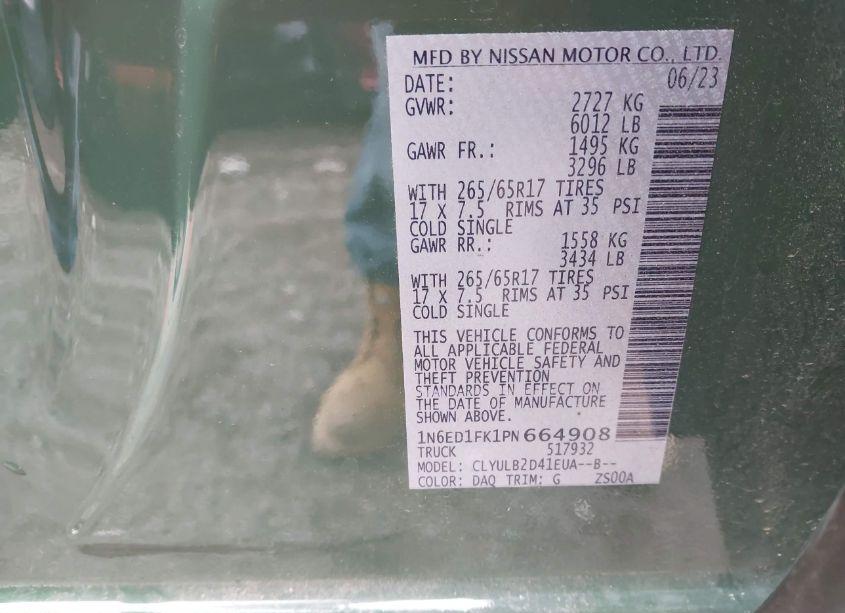 MFD BY NISSAN MOTOR CO., LTD.
DATE: 06/23
GVWR: 2727 KG
6012 LB
GAWR FR.: 1495 KG
3296 LB
WITH 265/65R17 TIRES
17 X 7.5 RIMS AT 35 PSI
COLD SINGLE
GAWR RR.: 1558 KG
3434 LB
WITH 265/65R17 TIRES
17 X 7.5 RIMS AT 35 PSI
COLD SINGLE
THIS VEHICLE CONFORMS TO
ALL APPLICABLE FEDERAL
MOTOR VEHICLE SAFETY AND
THEFT PREVENTION
STANDARDS IN EFFECT ON
THE DATE OF MANUFACTURE
SHOWN ABOVE.
1N6ED1FK1PN664908
TRUCK 517932
MODEL: CLYULB2D41EUA--B--
COLOR: DAQ TRIM: G ZS00A